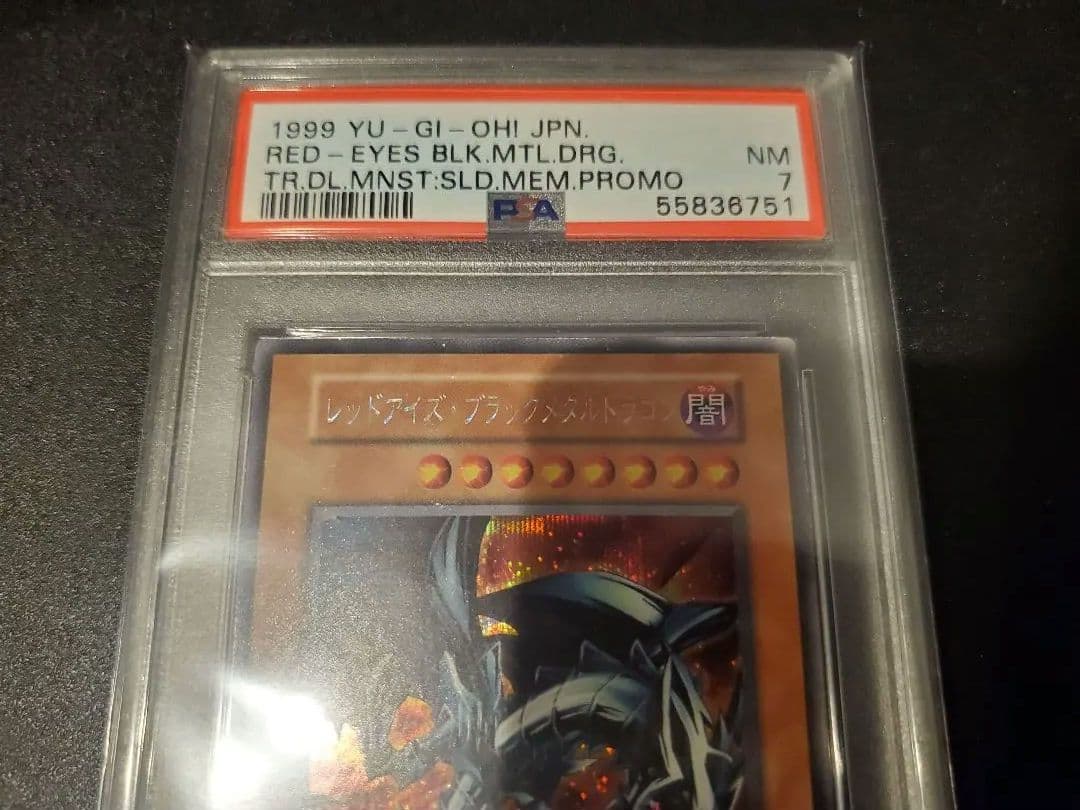 1999 YU-GI-OH! JPN.
RED-EYES BLK.MTL.DRG. NM
TR.DL.MNST:SLD.MEM.PROMO 7
PSA 55836751
レッドアイズ・ブラックメタルドラゴン 闇